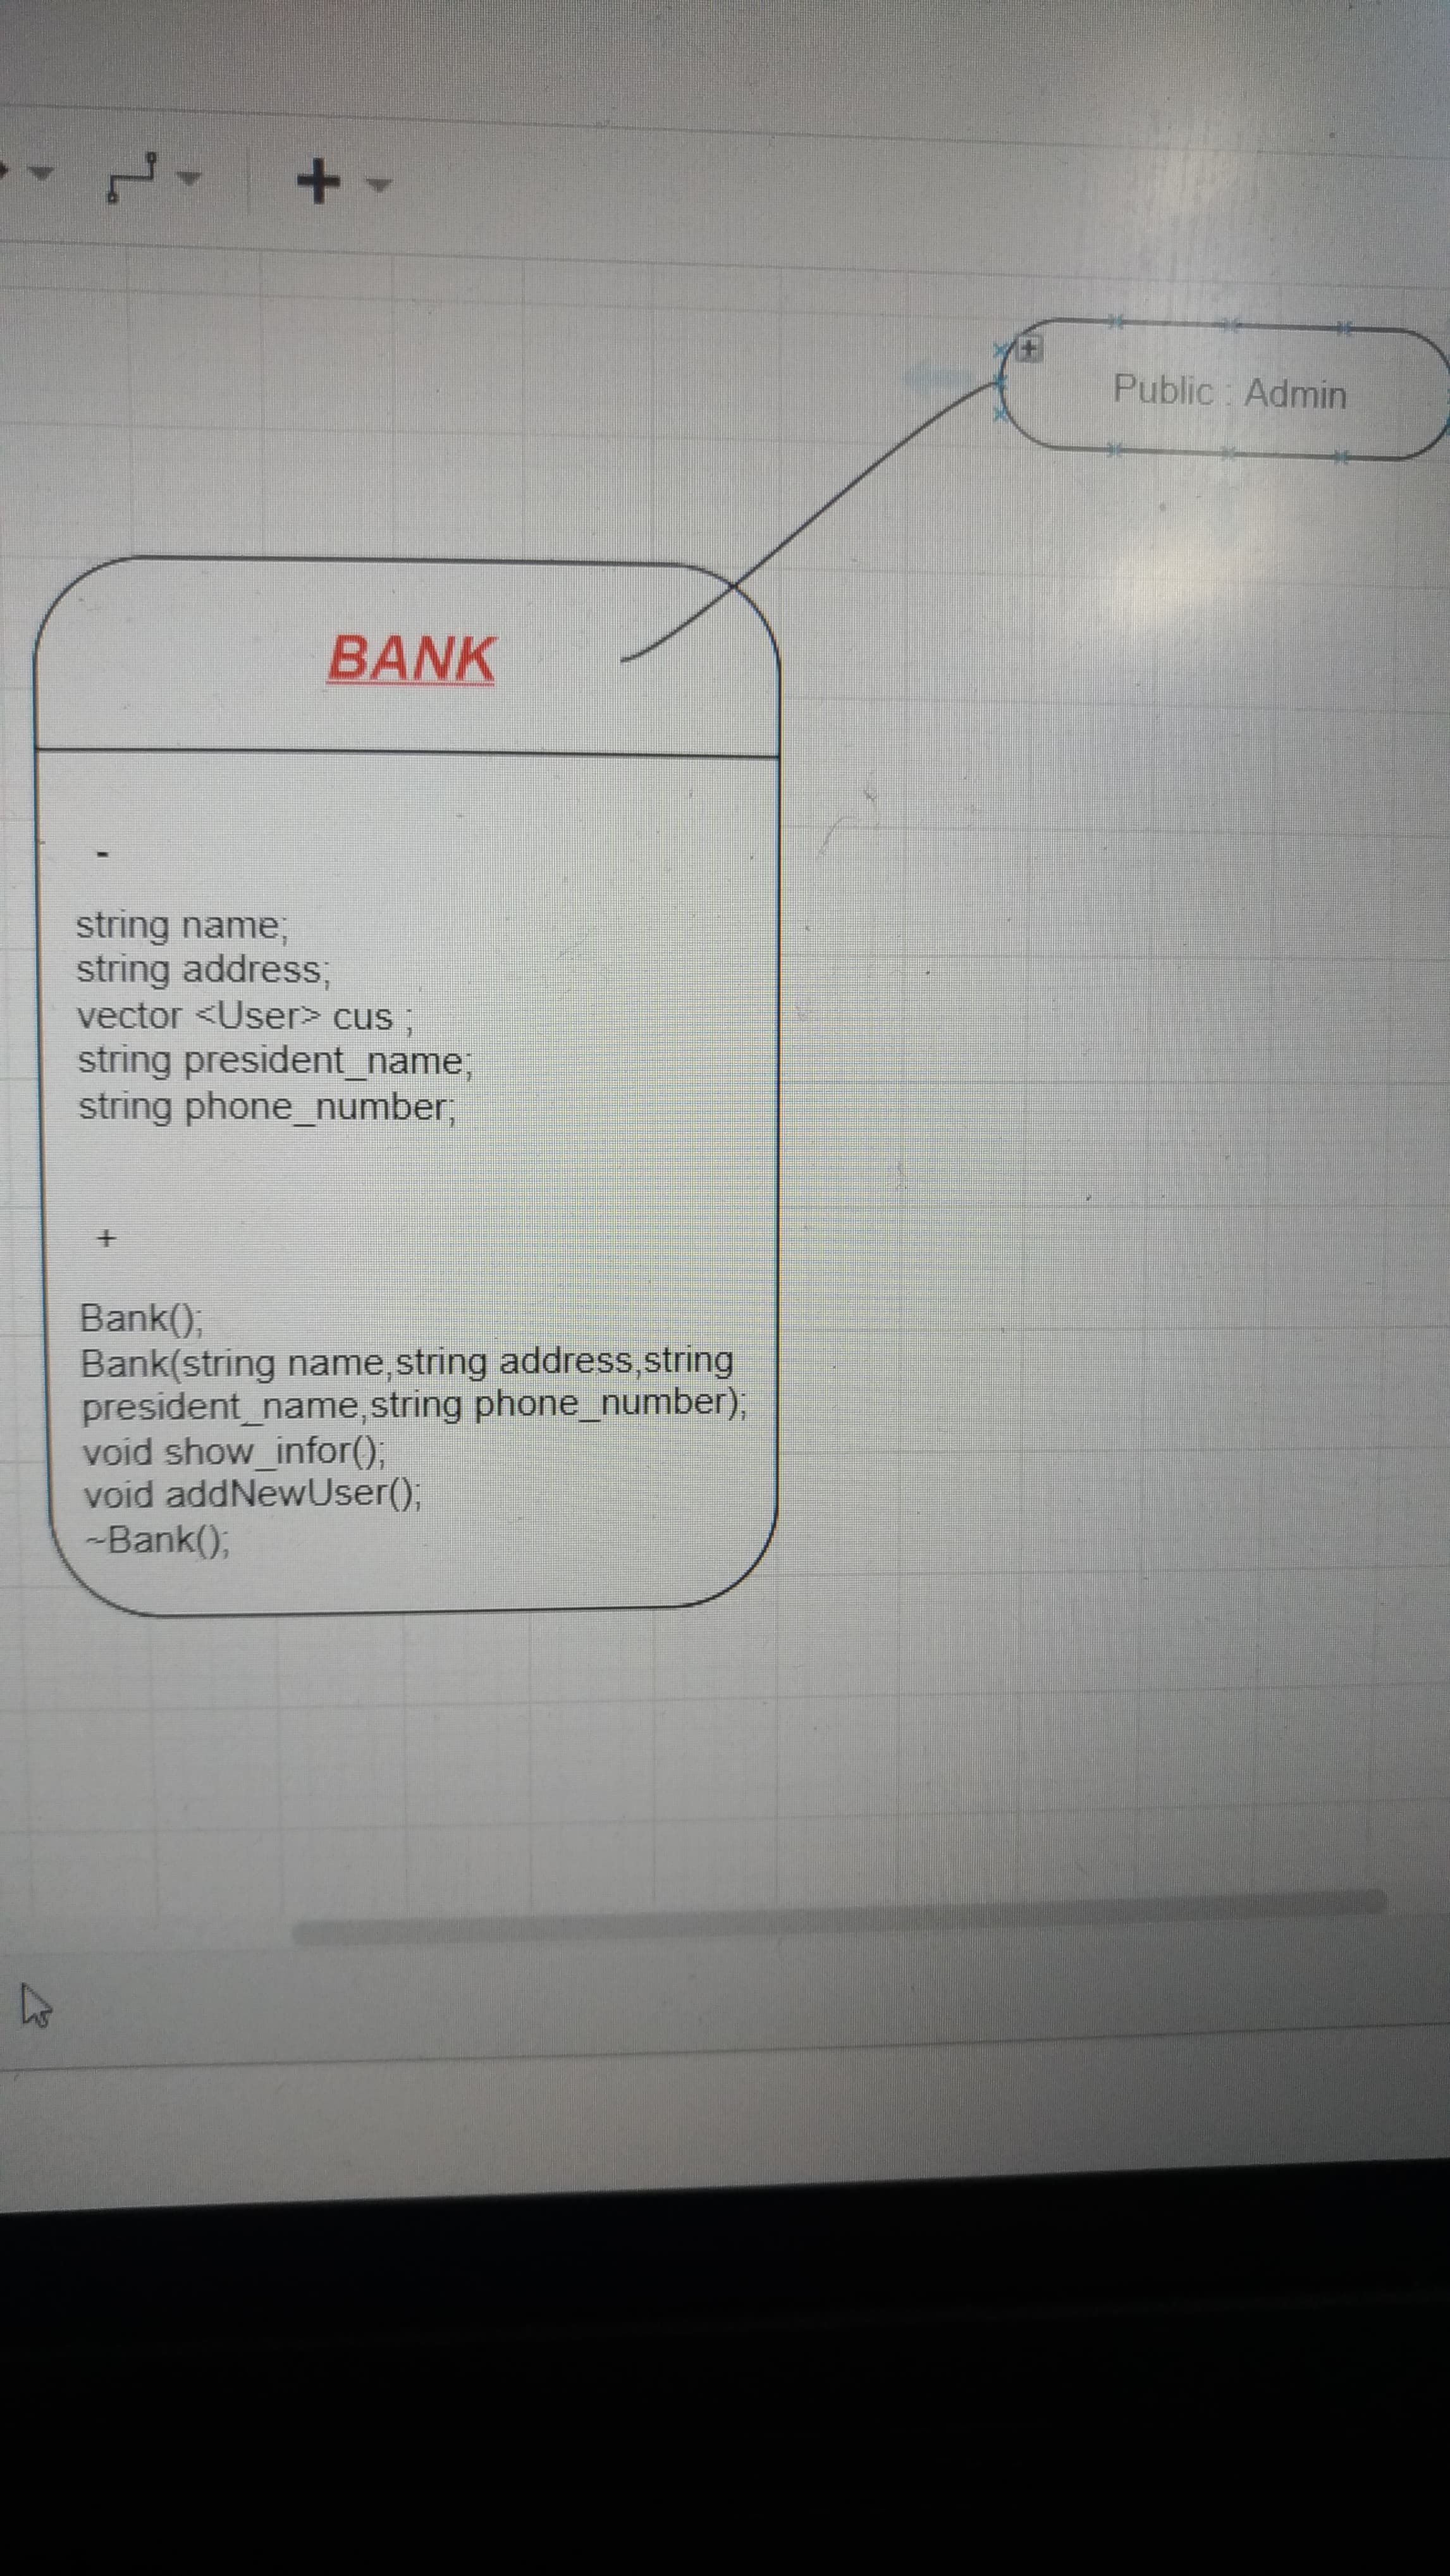 Public : Admin
BANK
-
string name;
string address;
vector <User> cus ;
string president_name;
string phone_number;
+
Bank();
Bank(string name,string address,string
president_name,string phone_number);
void show_infor();
void addNewUser();
~Bank();